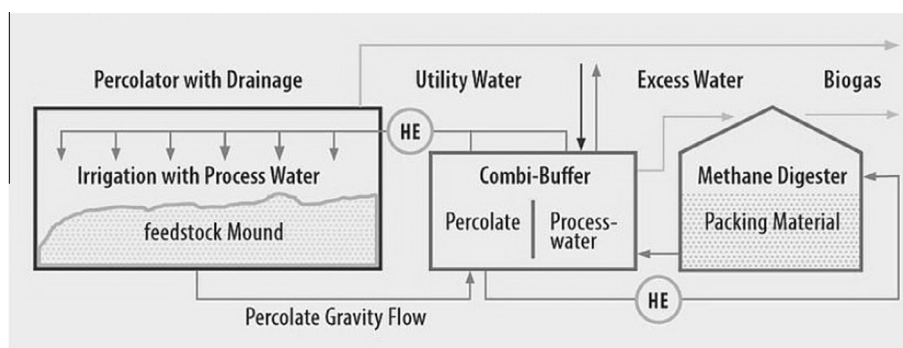 Percolator with Drainage
Utility Water
Excess Water
Biogas
HE
Irrigation with Process Water
Combi-Buffer
Methane Digester
feedstock Mound
Percolate
Process-
water
Packing Material
HE
Percolate Gravity Flow